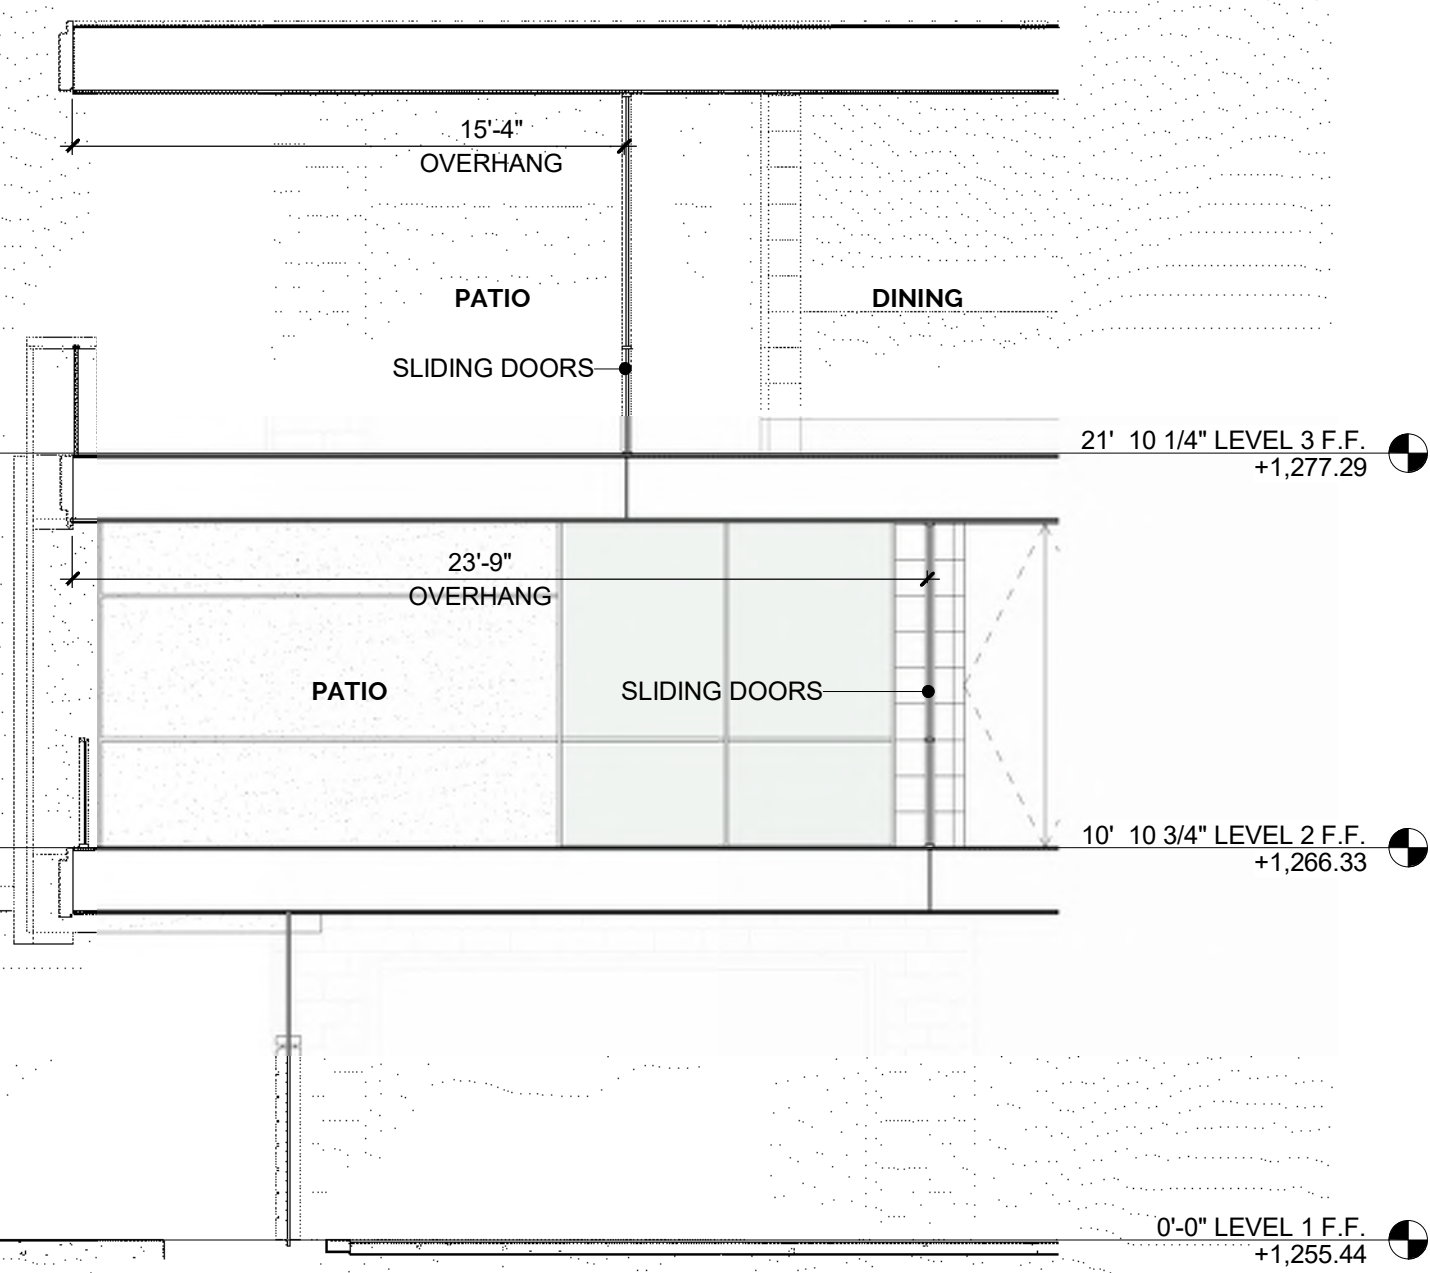 15'-4"
OVERHANG
PATIO
DINING
SLIDING DOORS
21' 10 1/4" LEVEL 3 F.F.
+1,277.29
23'-9"
OVERHANG
PATIO
SLIDING DOORS
10' 10 3/4" LEVEL 2 F.F.
+1,266.33
0'-0" LEVEL 1 F.F.
+1,255.44